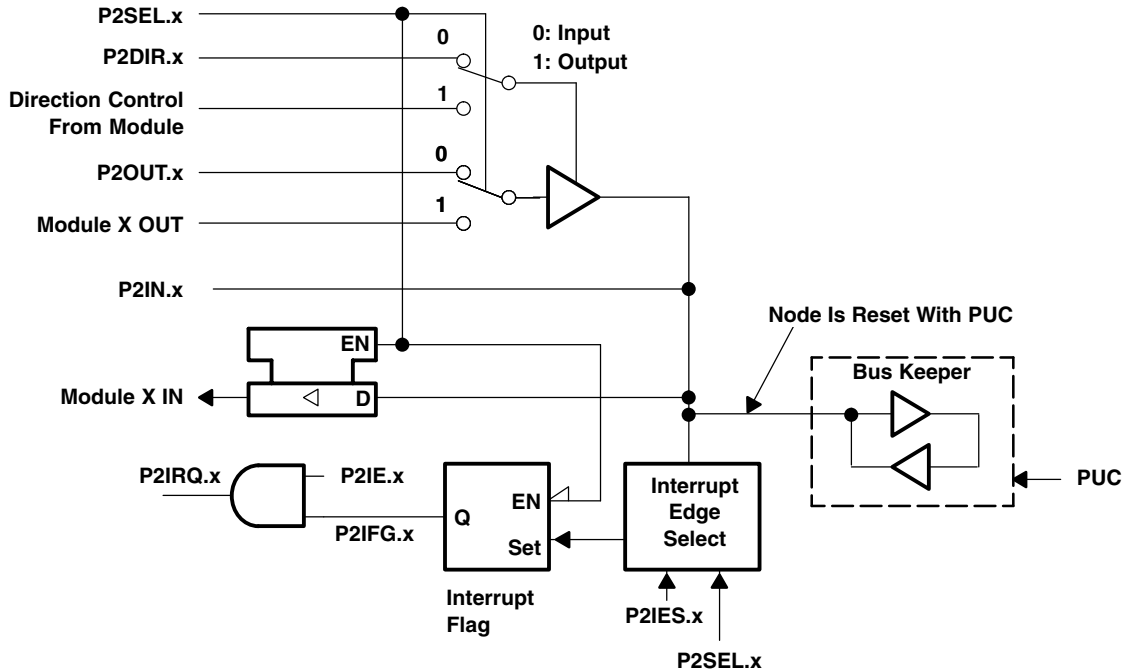 P2SEL.x
0
0: Input
1: Output
P2DIR.x
Direction Control
From Module
1
0
P2OUT.x
1
Module X OUT
P2IN.x
Node Is Reset With PUC
EN
Bus Keeper
Module X IN
D
P2IRQ.x
P2IE.x
PUC
P2IFG.x
Q
EN
Set
Interrupt
Edge
Select
Interrupt
Flag
P2IES.x
P2SEL.x